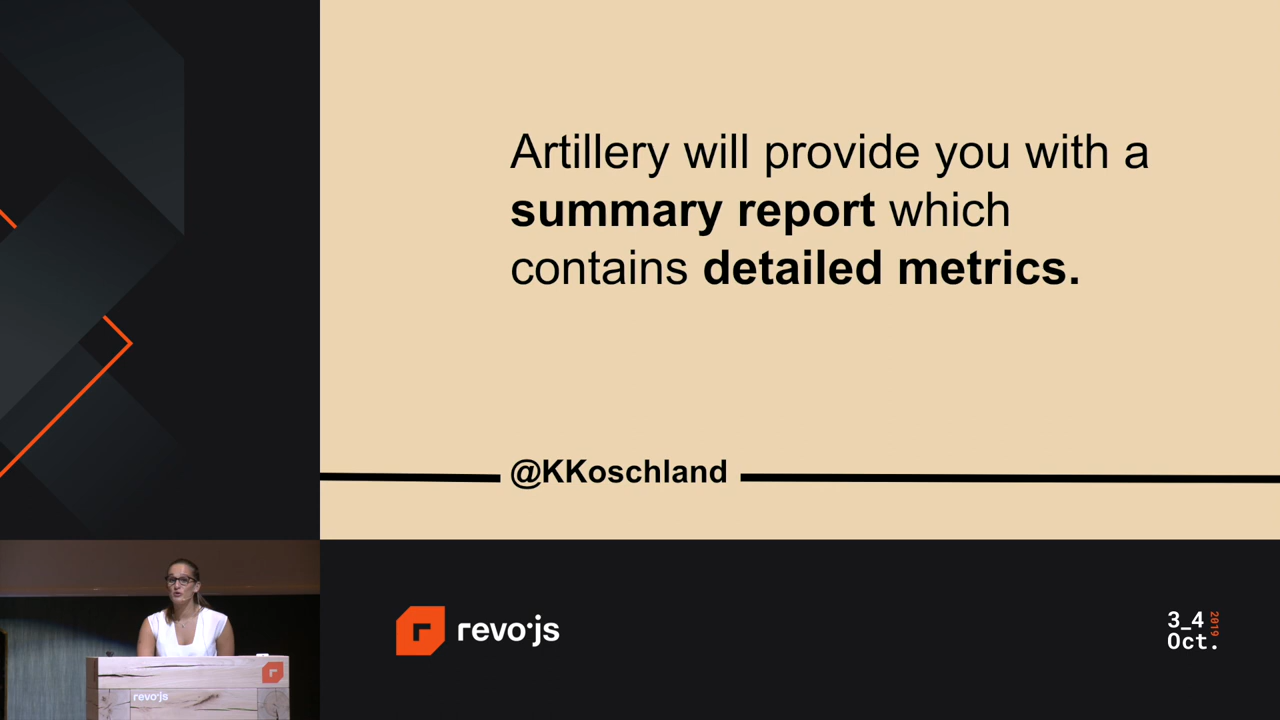 Artillery will provide you with a
summary report which
contains detailed metrics.
@KKoschland
revo·js
3_4
Oct.
2019
revo·js